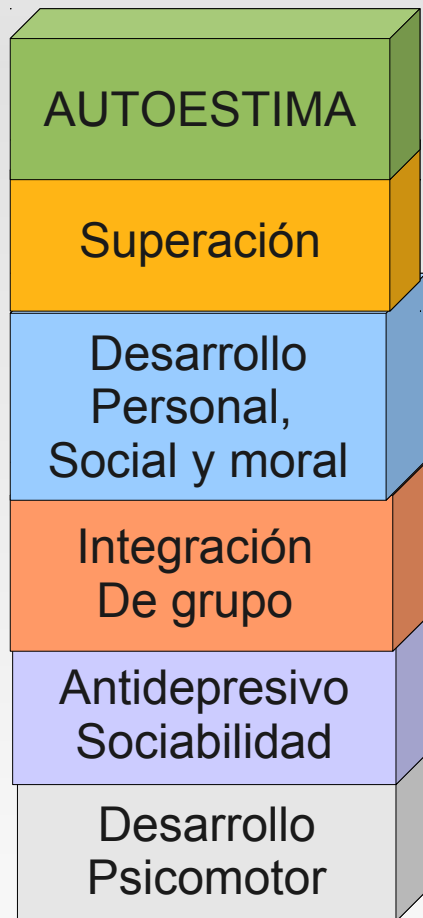 AUTOESTIMA
Superación
Desarrollo
Personal,
Social y moral
Integración
De grupo
Antidepresivo
Sociabilidad
Desarrollo
Psicomotor